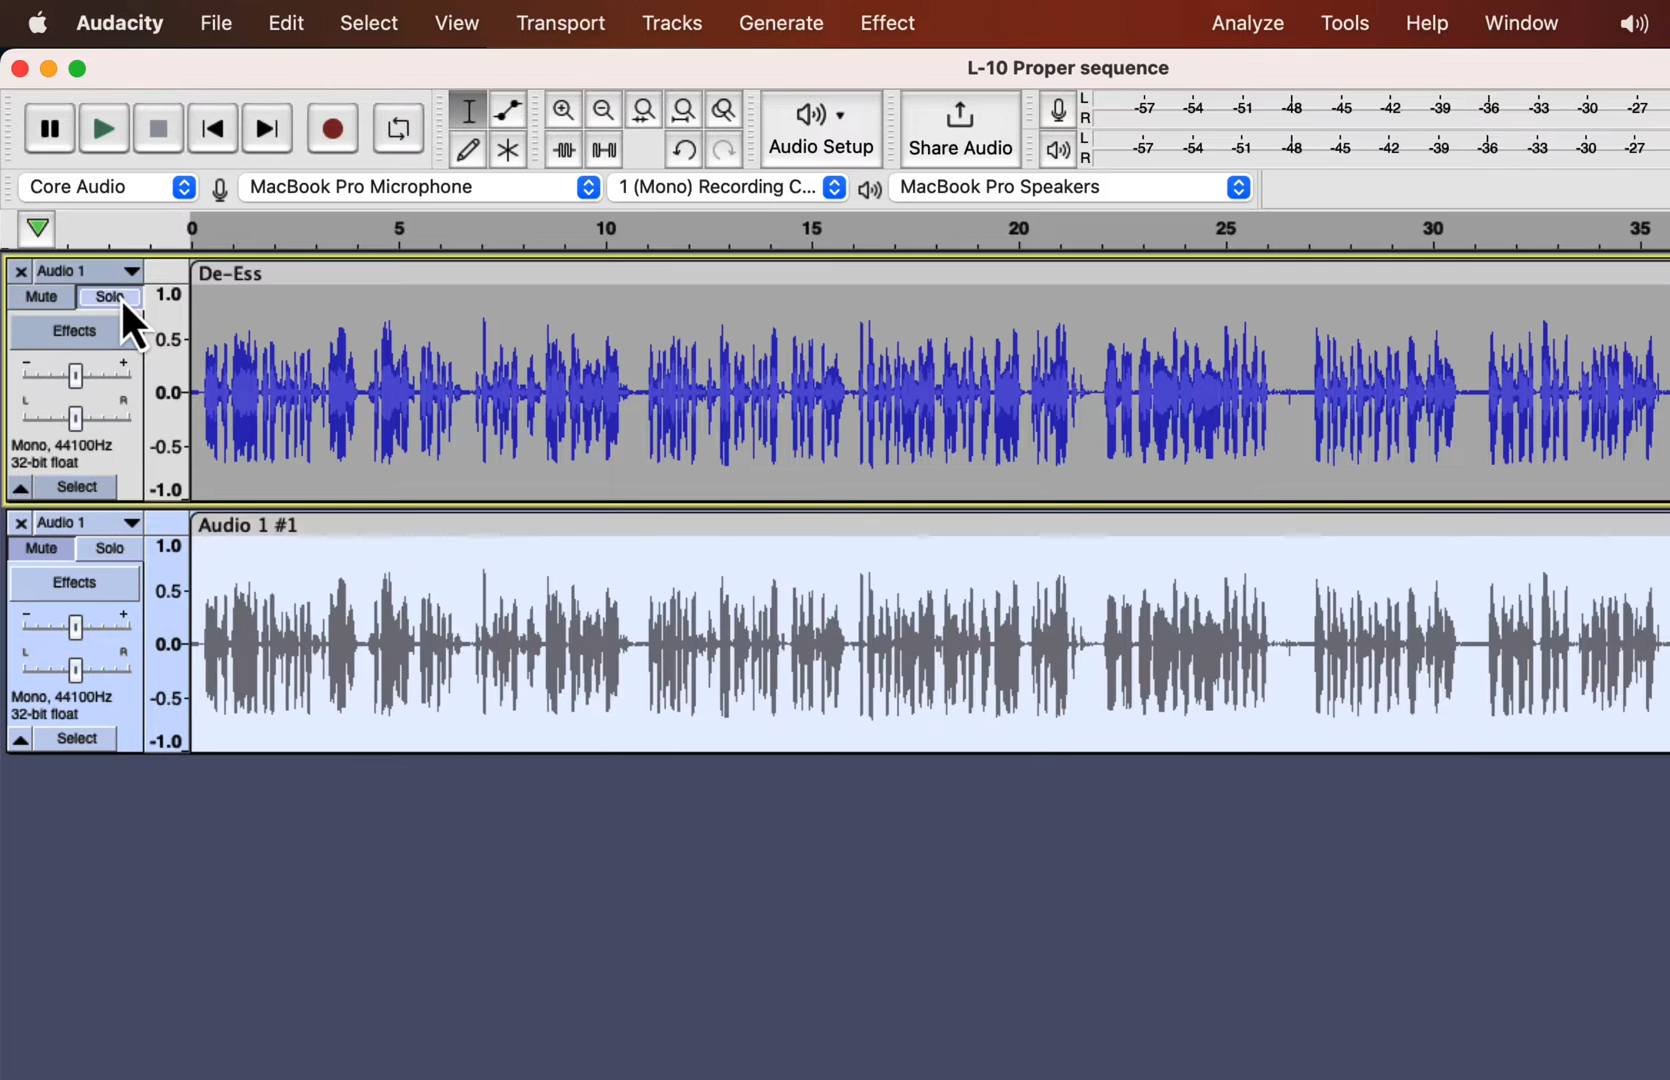 Audacity File Edit Select View Transport Tracks Generate Effect Analyze Tools Help Window
L-10 Proper sequence
L -57 -54 -51 -48 -45 -42 -39 -36 -33 -30 -27
R
Audio Setup Share Audio
L -57 -54 -51 -48 -45 -42 -39 -36 -33 -30 -27
R
Core Audio MacBook Pro Microphone 1 (Mono) Recording C... MacBook Pro Speakers
0 5 10 15 20 25 30 35
Audio 1 De-Ess
Mute Solo 1.0
Effects 0.5
- +
L R 0.0
Mono, 44100Hz -0.5
32-bit float
Select -1.0
Audio 1 Audio 1 #1
Mute Solo 1.0
Effects 0.5
- +
L R 0.0
Mono, 44100Hz -0.5
32-bit float
Select -1.0